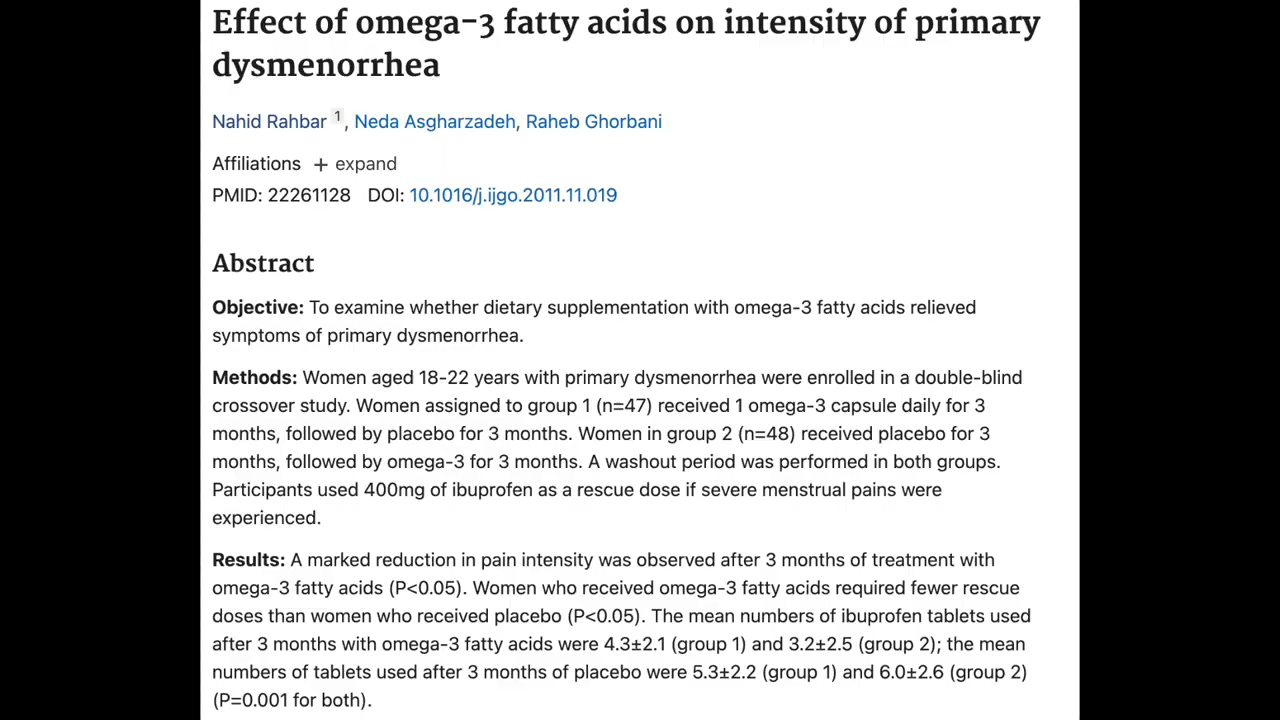 Effect of omega-3 fatty acids on intensity of primary
dysmenorrhea
Nahid Rahbar 1, Neda Asgharzadeh, Raheb Ghorbani
Affiliations + expand
PMID: 22261128 DOI: 10.1016/j.ijgo.2011.11.019
Abstract
Objective: To examine whether dietary supplementation with omega-3 fatty acids relieved
symptoms of primary dysmenorrhea.
Methods: Women aged 18-22 years with primary dysmenorrhea were enrolled in a double-blind
crossover study. Women assigned to group 1 (n=47) received 1 omega-3 capsule daily for 3
months, followed by placebo for 3 months. Women in group 2 (n=48) received placebo for 3
months, followed by omega-3 for 3 months. A washout period was performed in both groups.
Participants used 400mg of ibuprofen as a rescue dose if severe menstrual pains were
experienced.
Results: A marked reduction in pain intensity was observed after 3 months of treatment with
omega-3 fatty acids (P<0.05). Women who received omega-3 fatty acids required fewer rescue
doses than women who received placebo (P<0.05). The mean numbers of ibuprofen tablets used
after 3 months with omega-3 fatty acids were 4.3±2.1 (group 1) and 3.2±2.5 (group 2); the mean
numbers of tablets used after 3 months of placebo were 5.3±2.2 (group 1) and 6.0±2.6 (group 2)
(P=0.001 for both).